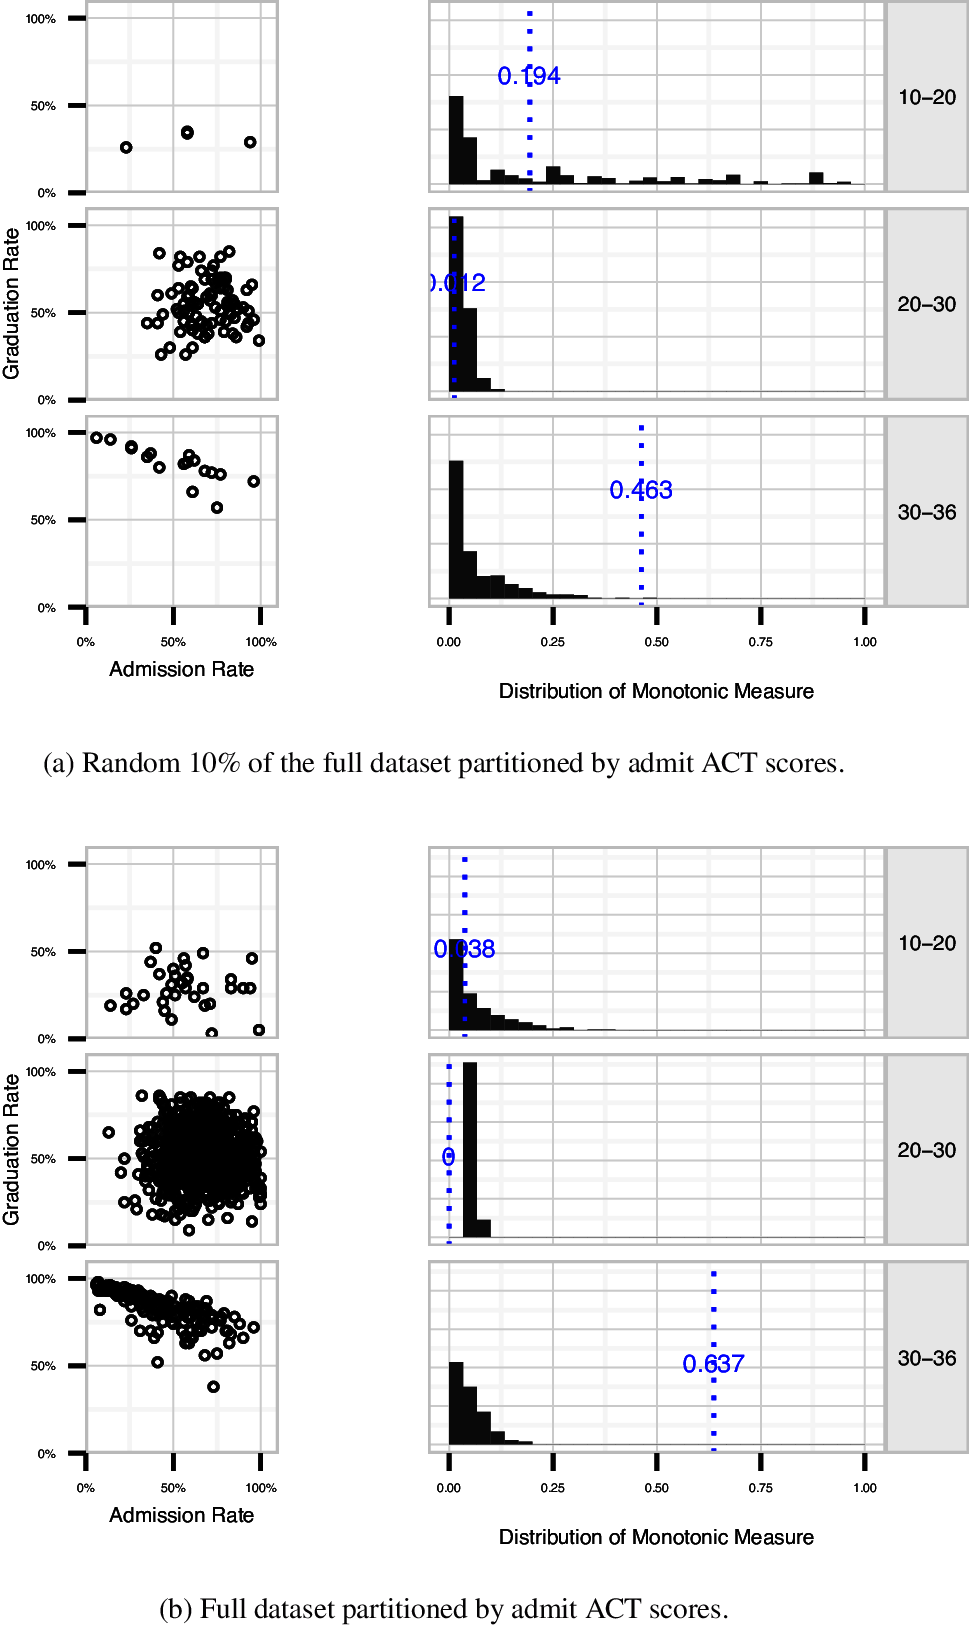 100%
50%
0%
0.194
10−20
100%
50%
0%
0.012
20−30
100%
50%
0%
0.463
30−36
Graduation Rate
0% 50% 100%
Admission Rate
0.00 0.25 0.50 0.75 1.00
Distribution of Monotonic Measure
(a) Random 10% of the full dataset partitioned by admit ACT scores.
100%
50%
0%
0.038
10−20
100%
50%
0%
0
20−30
100%
50%
0%
0.637
30−36
Graduation Rate
0% 50% 100%
Admission Rate
0.00 0.25 0.50 0.75 1.00
Distribution of Monotonic Measure
(b) Full dataset partitioned by admit ACT scores.